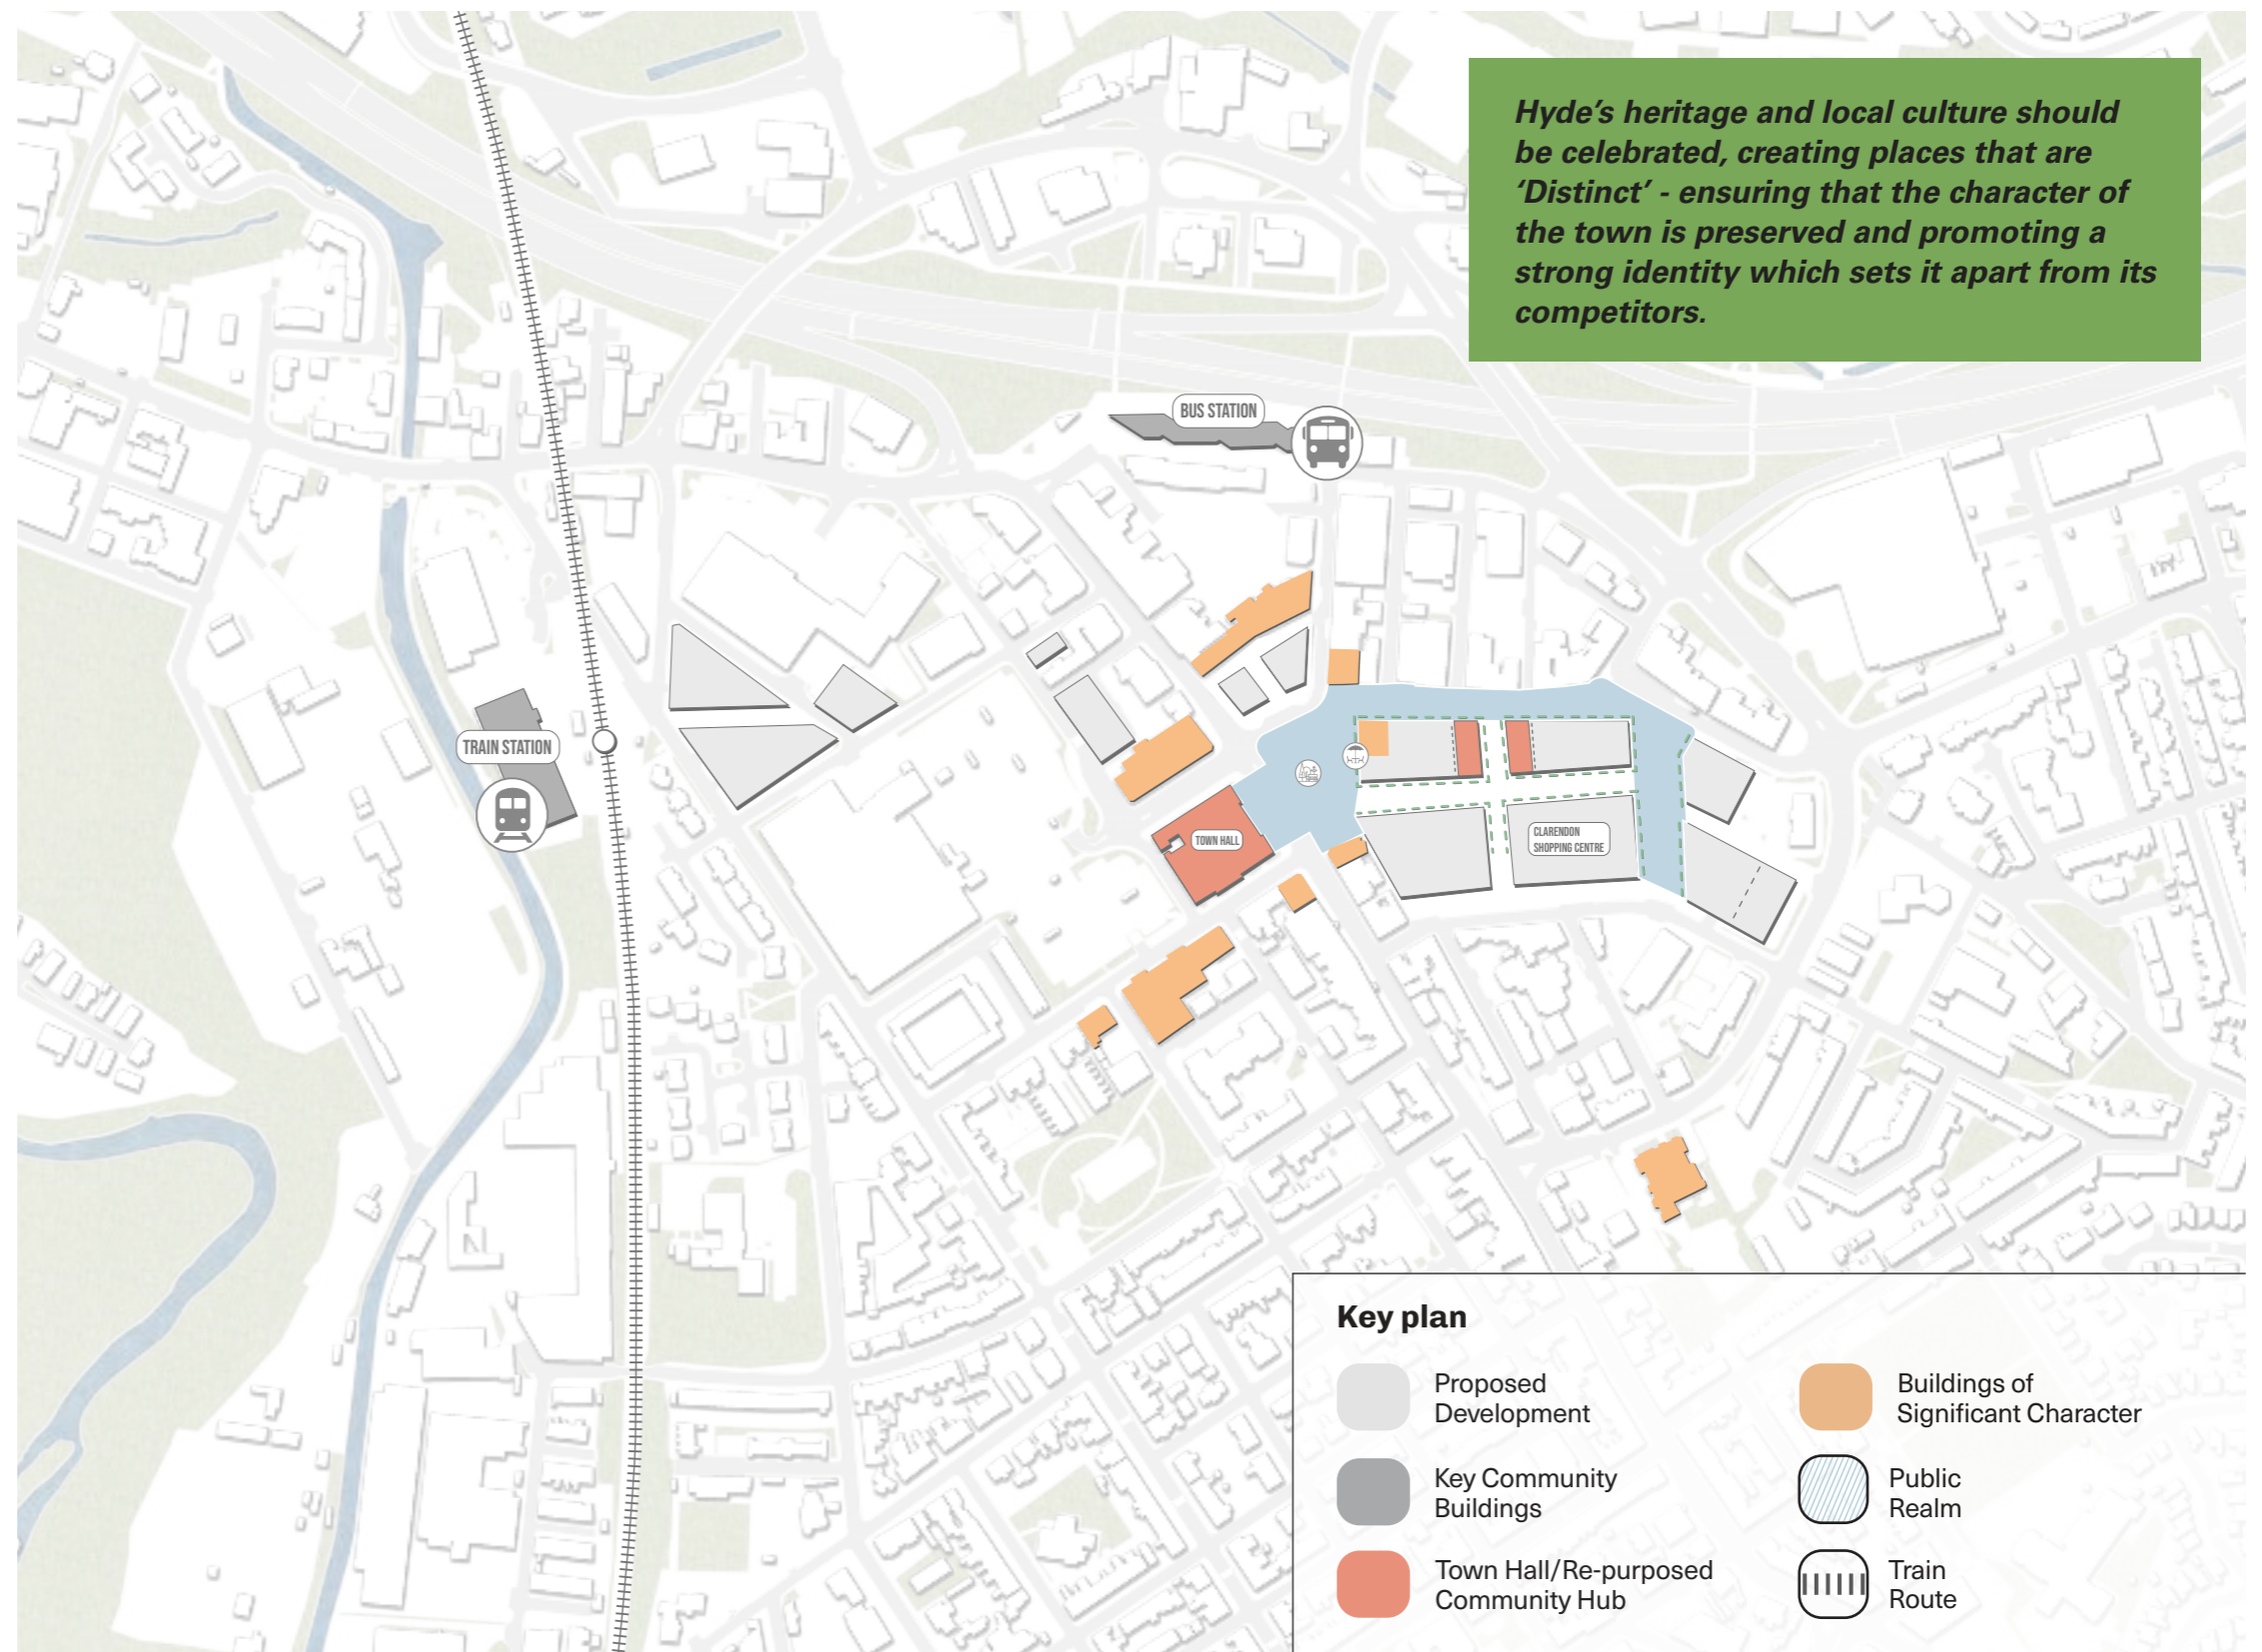 Hyde’s heritage and local culture should
be celebrated, creating places that are
‘Distinct’ - ensuring that the character of
the town is preserved and promoting a
strong identity which sets it apart from its
competitors.
BUS STATION
TRAIN STATION
TOWN HALL
CLARENDON
SHOPPING CENTRE
Key plan
Proposed
Development
Key Community
Buildings
Town Hall/Re-purposed
Community Hub
Buildings of
Significant Character
Public
Realm
Train
Route